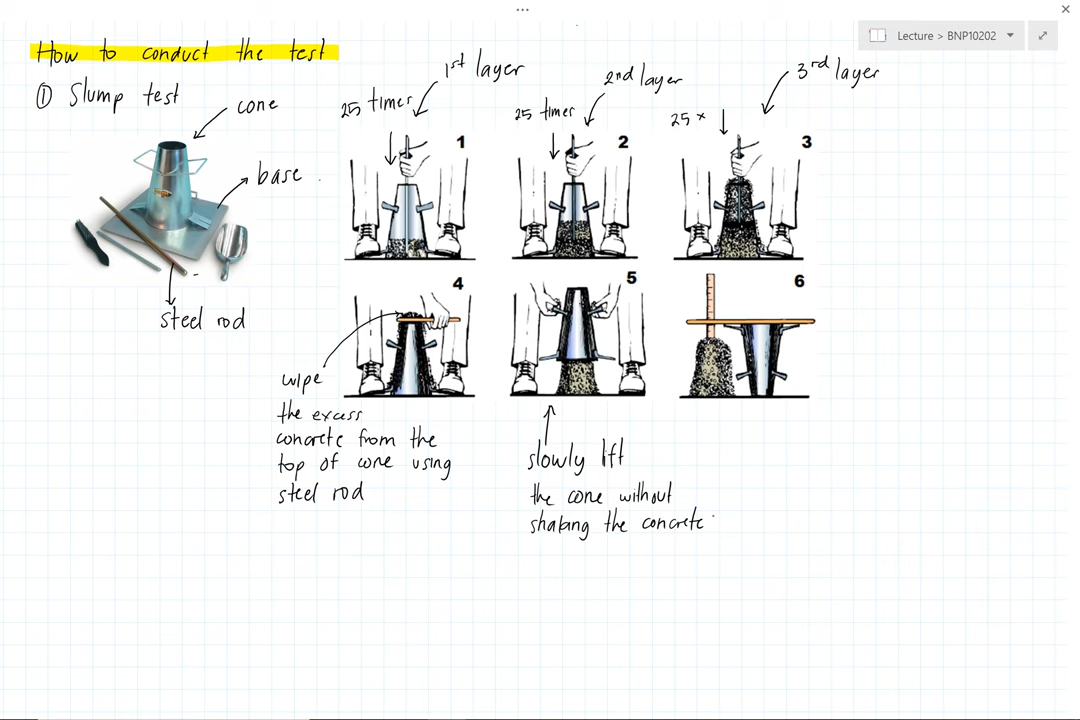 Lecture > BNP10202
How to conduct the test
① Slump test
cone
base
steel rod
25 times
1st layer
1
25 times
2nd layer
2
25 x
3rd layer
3
4
wipe
the excess
concrete from the
top of cone using
steel rod
5
slowly lift
the cone without
shaking the concrete.
6